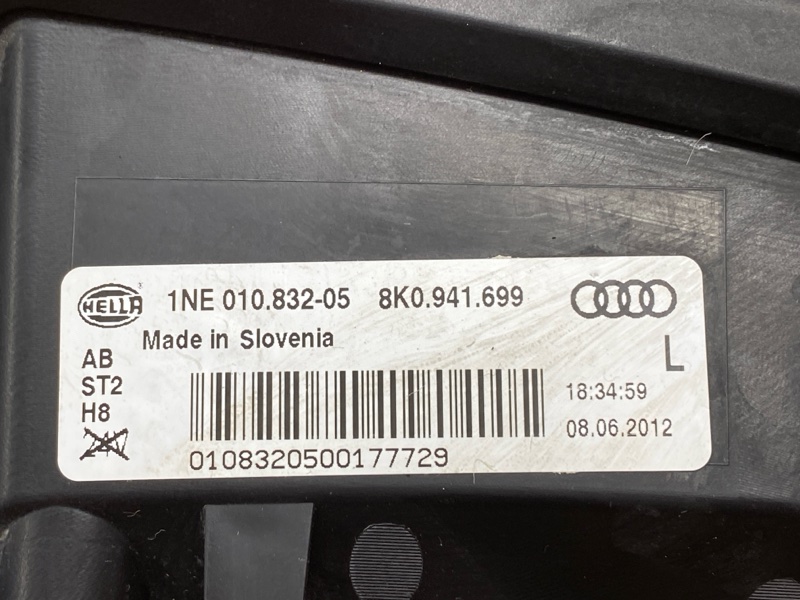 HELLA 1NE 010.832-05 8K0.941.699
Made in Slovenia
L
AB
ST2
H8
24V
18:34:59
08.06.2012
0108320500177729